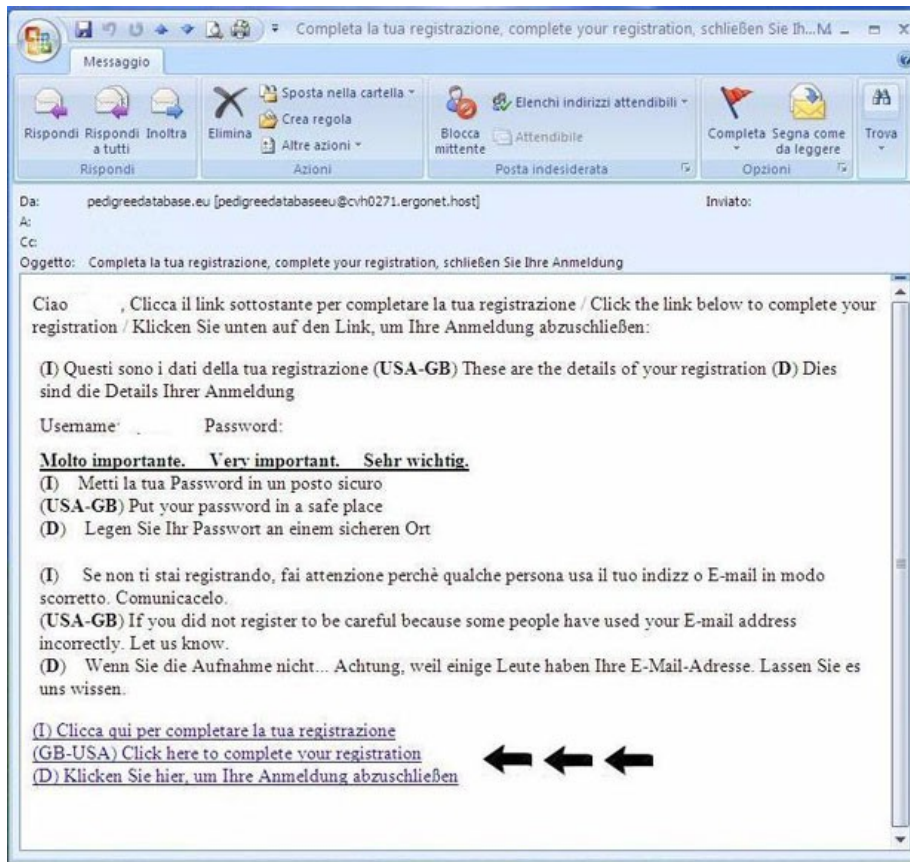 Completa la tua registrazione, complete your registration, schließen Sie Ih...M
Messaggio
Rispondi Rispondi a tutti Inoltra
Elimina
Sposta nella cartella
Crea regola
Altre azioni
Blocca mittente
Elenchi indirizzi attendibili
Attendibile
Completa Segna come da leggere
Trova
Rispondi Azioni Posta indesiderata Opzioni
Da: pedigreedatabase.eu [pedigreedatabaseeu@cvh0271.ergonet.host] Inviato:
A:
Cc:
Oggetto: Completa la tua registrazione, complete your registration, schließen Sie Ihre Anmeldung
Ciao , Clicca il link sottostante per completare la tua registrazione / Click the link below to complete your
registration / Klicken Sie unten auf den Link, um Ihre Anmeldung abzuschließen:
(I) Questi sono i dati della tua registrazione (USA-GB) These are the details of your registration (D) Dies
sind die Details Ihrer Anmeldung
Username: Password:
Molto importante. Very important. Sehr wichtig.
(I) Metti la tua Password in un posto sicuro
(USA-GB) Put your password in a safe place
(D) Legen Sie Ihr Passwort an einem sicheren Ort
(I) Se non ti stai registrando, fai attenzione perchè qualche persona usa il tuo indizz o E-mail in modo
scorretto. Comunicacelo.
(USA-GB) If you did not register to be careful because some people have used your E-mail address
incorrectly. Let us know.
(D) Wenn Sie die Aufnahme nicht... Achtung, weil einige Leute haben Ihre E-Mail-Adresse. Lassen Sie es
uns wissen.
(I) Clicca qui per completare la tua registrazione
(GB-USA) Click here to complete your registration
(D) Klicken Sie hier, um Ihre Anmeldung abzuschließen